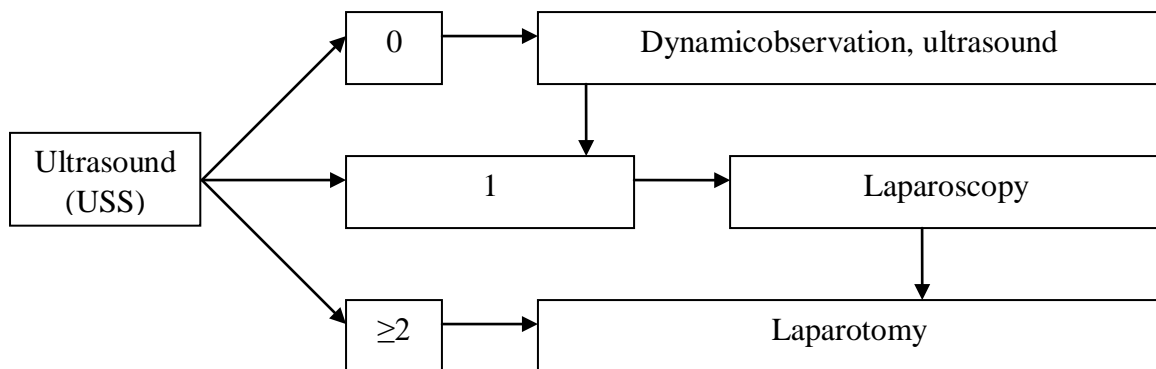 0
Dynamicobservation, ultrasound
Ultrasound
(USS)
1
Laparoscopy
≥2
Laparotomy